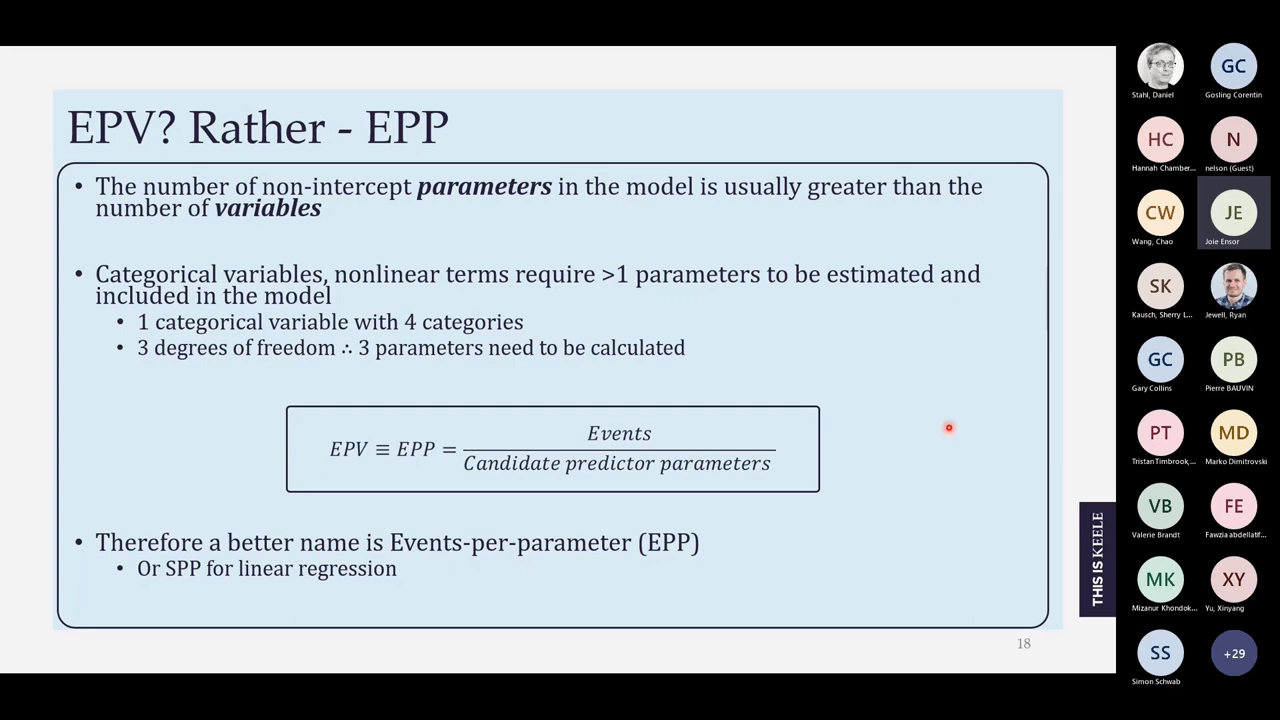 EPV? Rather - EPP
• The number of non-intercept parameters in the model is usually greater than the
number of variables
• Categorical variables, nonlinear terms require >1 parameters to be estimated and
included in the model
• 1 categorical variable with 4 categories
• 3 degrees of freedom ∴ 3 parameters need to be calculated
EPV ≡ EPP = Events
Candidate predictor parameters
• Therefore a better name is Events-per-parameter (EPP)
• Or SPP for linear regression
18
THIS IS KEELE
Stahl, Daniel
GC
Gosling Corentin
HC
Hannah Chamber...
N
nelson (Guest)
CW
Wang, Chao
JE
Joie Ensor
SK
Kausch, Sherry L...
Jewell, Ryan
GC
Gary Collins
PB
Pierre BAUVIN
PT
Tristan Timbrook,...
MD
Marko Dimitrovski
VB
Valerie Brandt
FE
Fawzia abdellatif...
MK
Mizanur Khondok...
XY
Yu, Xinyang
SS
Simon Schwab
+29